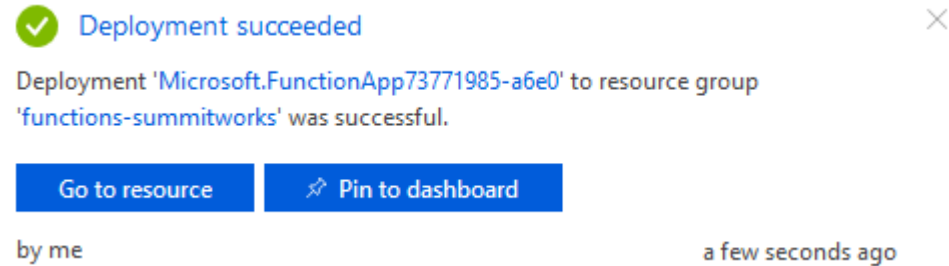 Deployment succeeded
Deployment 'Microsoft.FunctionApp73771985-a6e0' to resource group
'functions-summitworks' was successful.
Go to resource
Pin to dashboard
by me
a few seconds ago